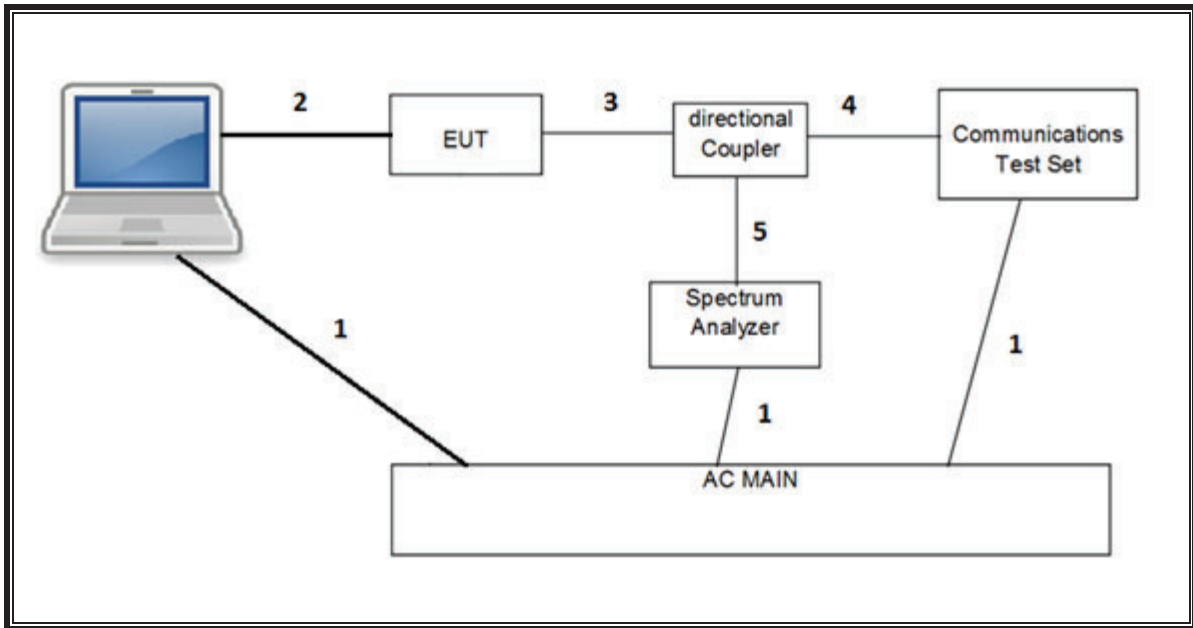 2
3
4
EUT
directional
Coupler
Communications
Test Set
5
Spectrum
Analyzer
1
1
1
AC MAIN